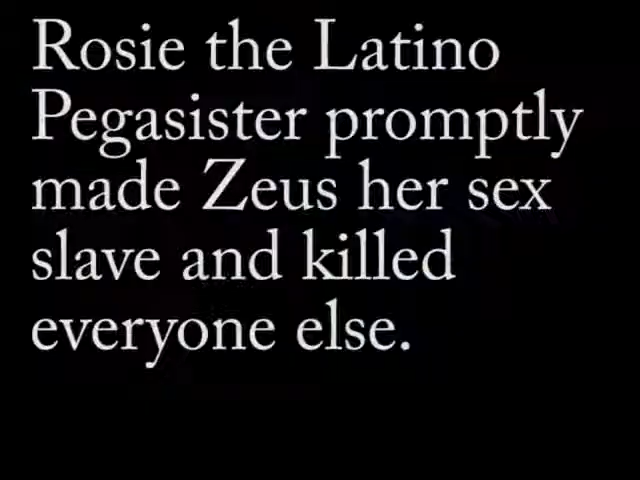 Rosie the Latino
Pegasister promptly
made Zeus her sex
slave and killed
everyone else.